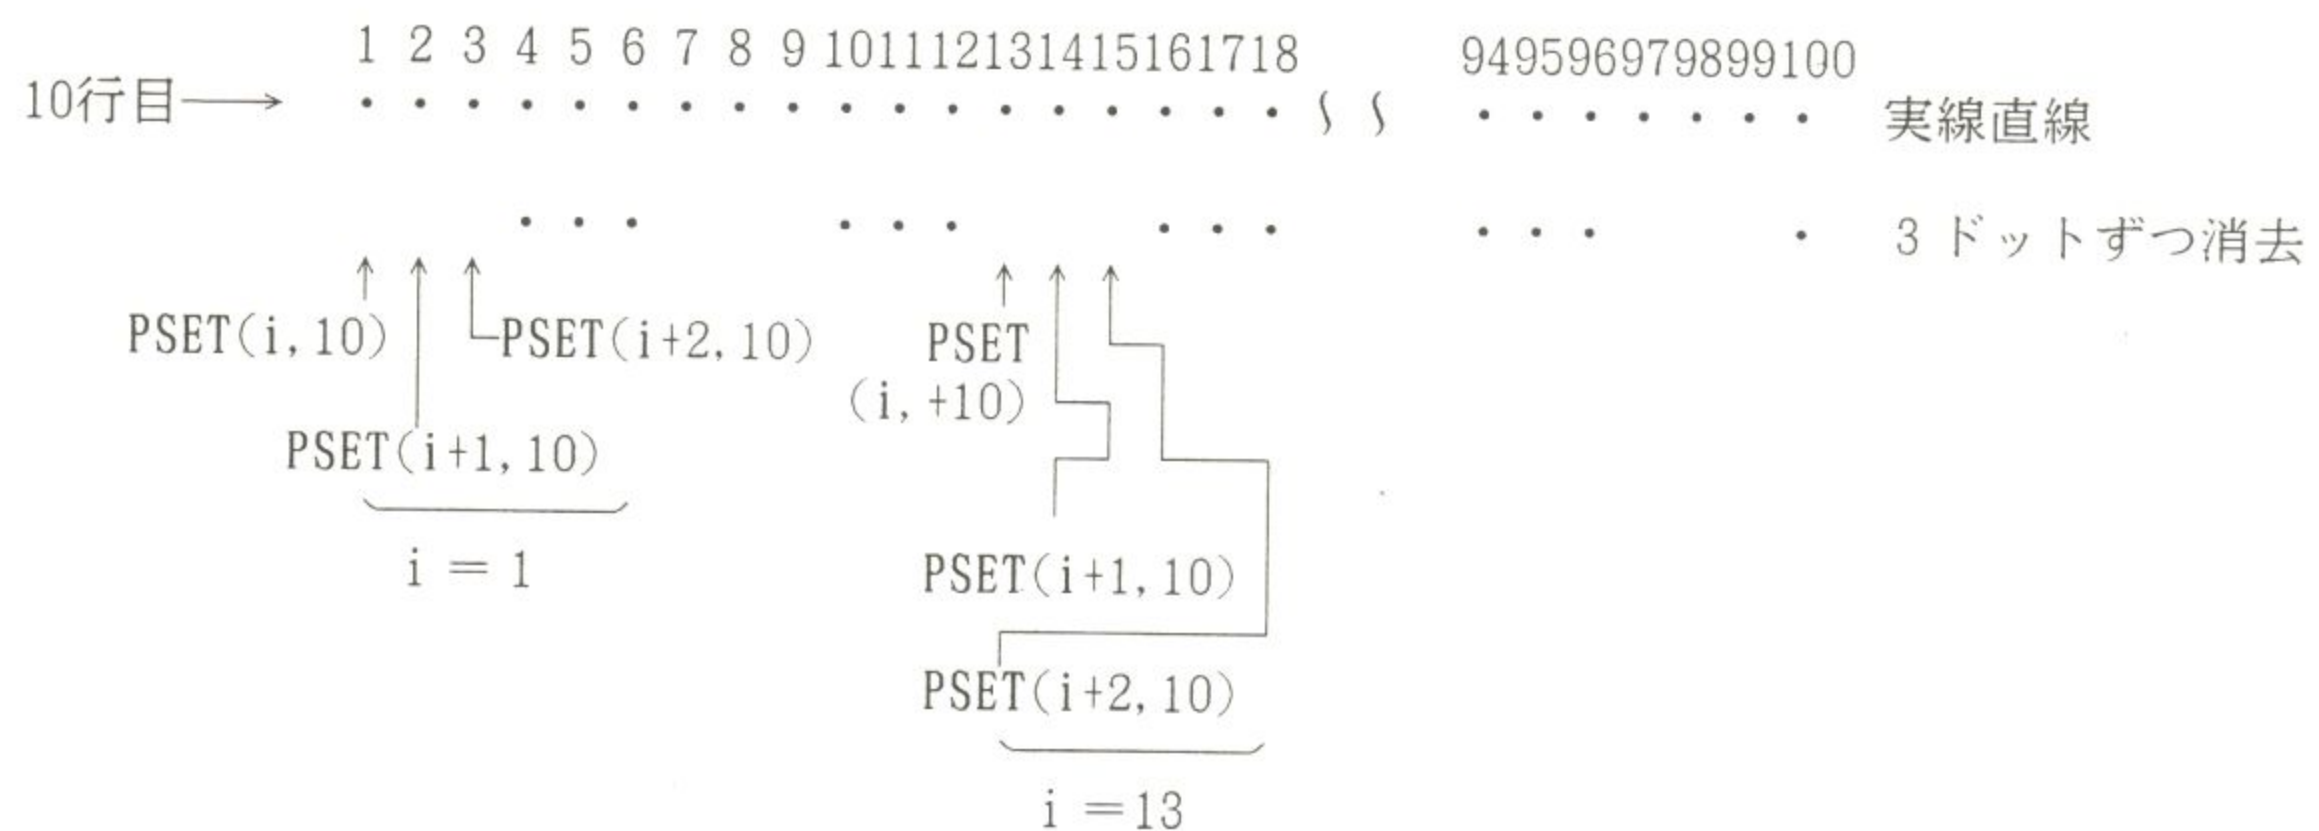 1 2 3 4 5 6 7 8 9 101112131415161718 949596979899100
10行目 実線直線
3ドットずつ消去
PSET(i,10) PSET(i+2,10) PSET
(i,+10)
PSET(i+1,10)
i = 1
PSET(i+1,10)
PSET(i+2,10)
i =13